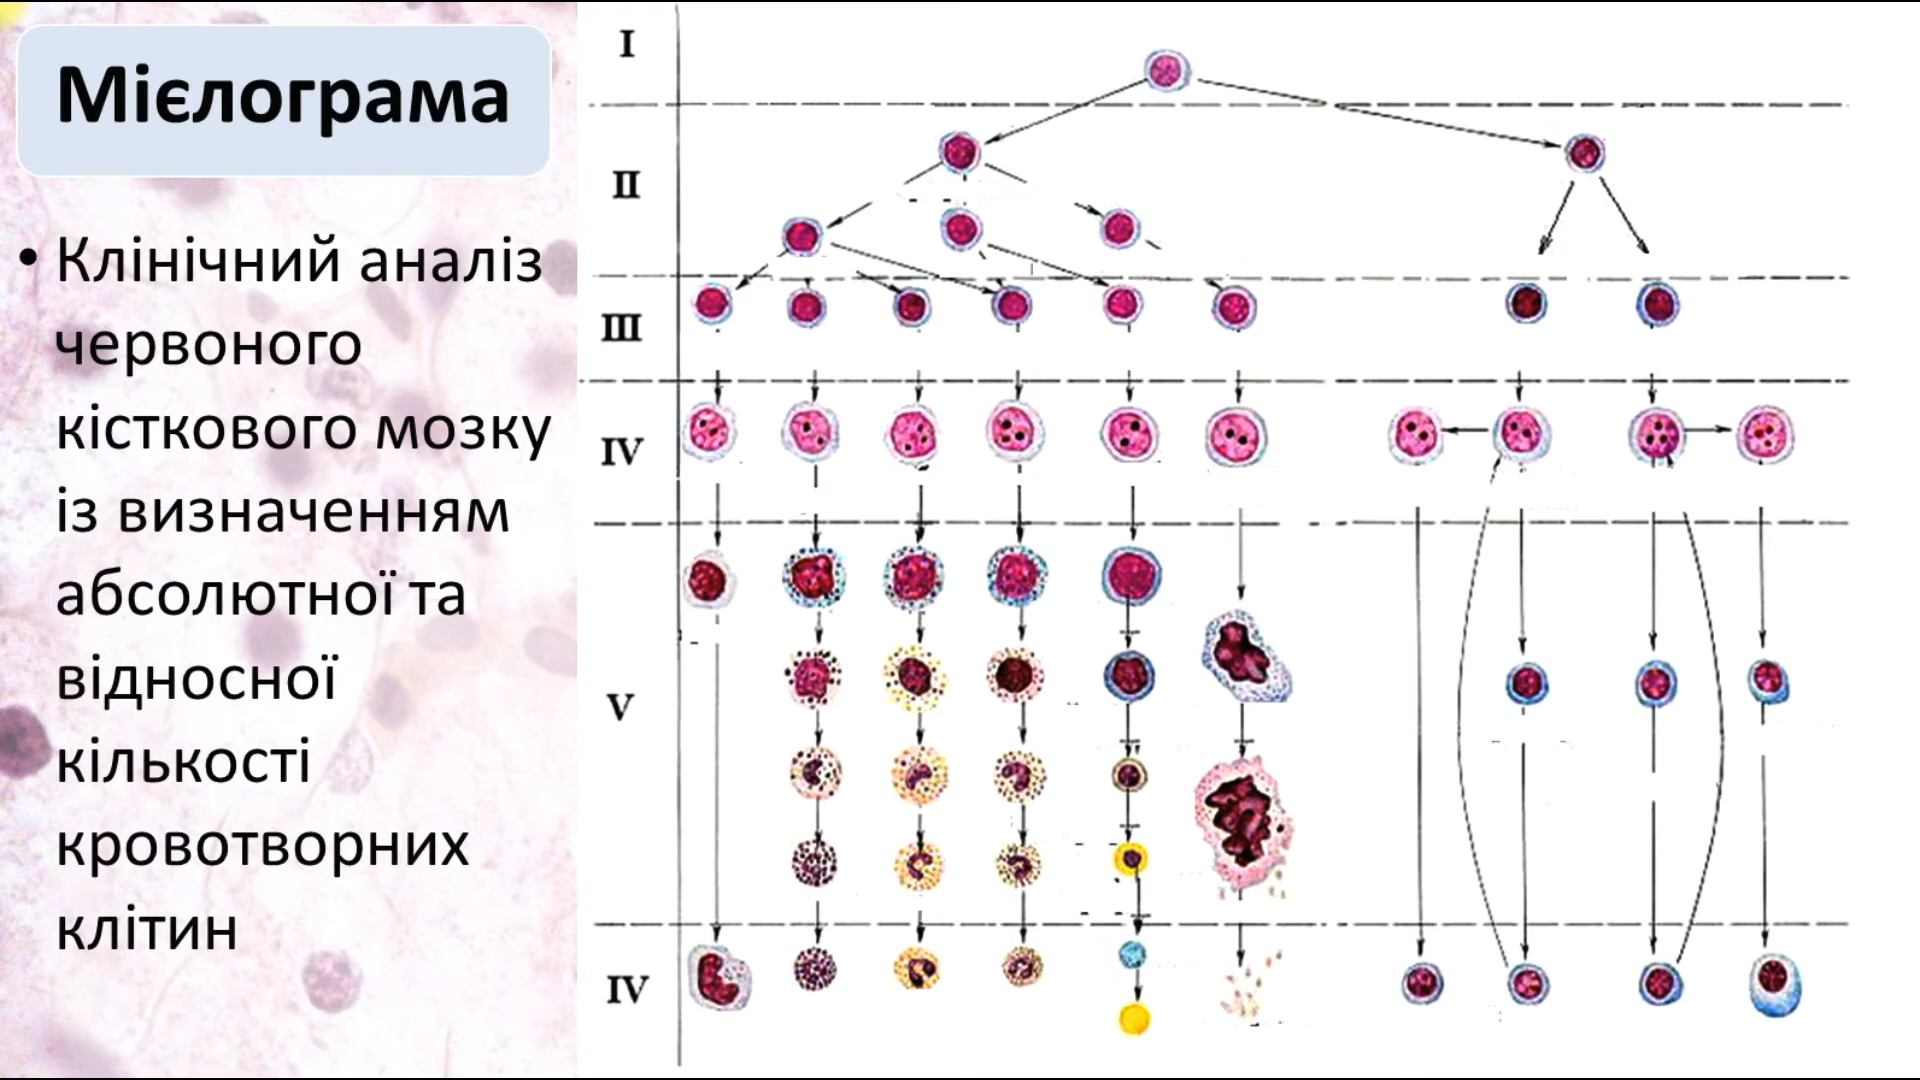 Мієлограма
• Клінічний аналіз
червоного
кісткового мозку
із визначенням
абсолютної та
відносної
кількості
кровотворних
клітин
I
II
III
IV
V
IV